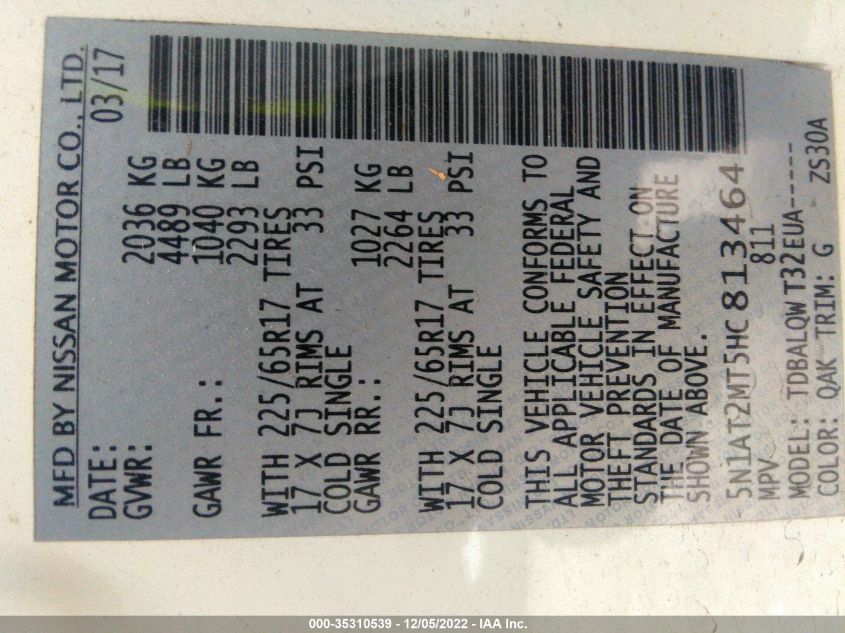 MFD BY NISSAN MOTOR CO., LTD.
DATE: 03/17
GVWR: 2036 KG
4489 LB
GAWR FR.: 1040 KG
2293 LB
WITH 225/65R17 TIRES
17 X 7J RIMS AT 33 PSI
COLD SINGLE
GAWR RR.: 1027 KG
2264 LB
WITH 225/65R17 TIRES
17 X 7J RIMS AT 33 PSI
COLD SINGLE
THIS VEHICLE CONFORMS TO
ALL APPLICABLE FEDERAL
MOTOR VEHICLE SAFETY AND
THEFT PREVENTION
STANDARDS IN EFFECT ON
THE DATE OF MANUFACTURE
SHOWN ABOVE.
5N1AT2MT5HC813464
MPV 811
MODEL: TDBALQW T32EUA-----
COLOR: QAK TRIM: G ZS30A
000-35310539 - 12/05/2022 - IAA Inc.